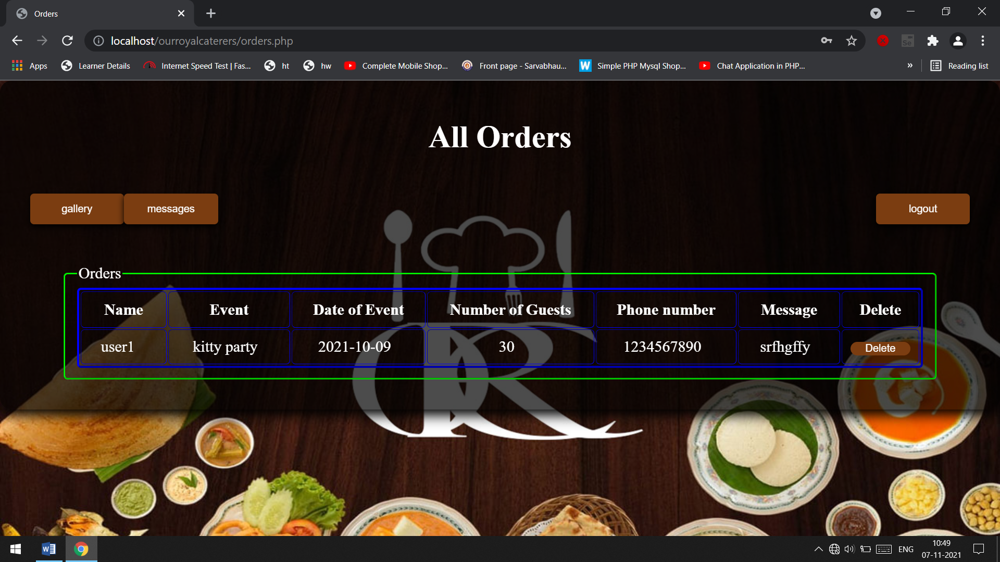 Orders
localhost/ourroyalcaterers/orders.php
Apps Learner Details Internet Speed Test | Fas... ht hw Complete Mobile Shop... Front page - Sarvabhau... W Simple PHP Mysql Shop... Chat Application in PHP... » Reading list
All Orders
gallery messages logout
Orders
Name Event Date of Event Number of Guests Phone number Message Delete
user1 kitty party 2021-10-09 30 1234567890 srfhgffy Delete
ENG 10:49
07-11-2021